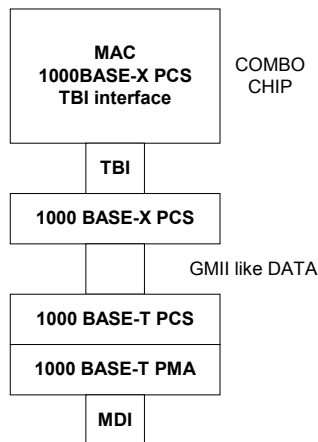 MAC
1000BASE-X PCS
TBI interface
COMBO
CHIP
TBI
1000 BASE-X PCS
GMII like DATA
1000 BASE-T PCS
1000 BASE-T PMA
MDI